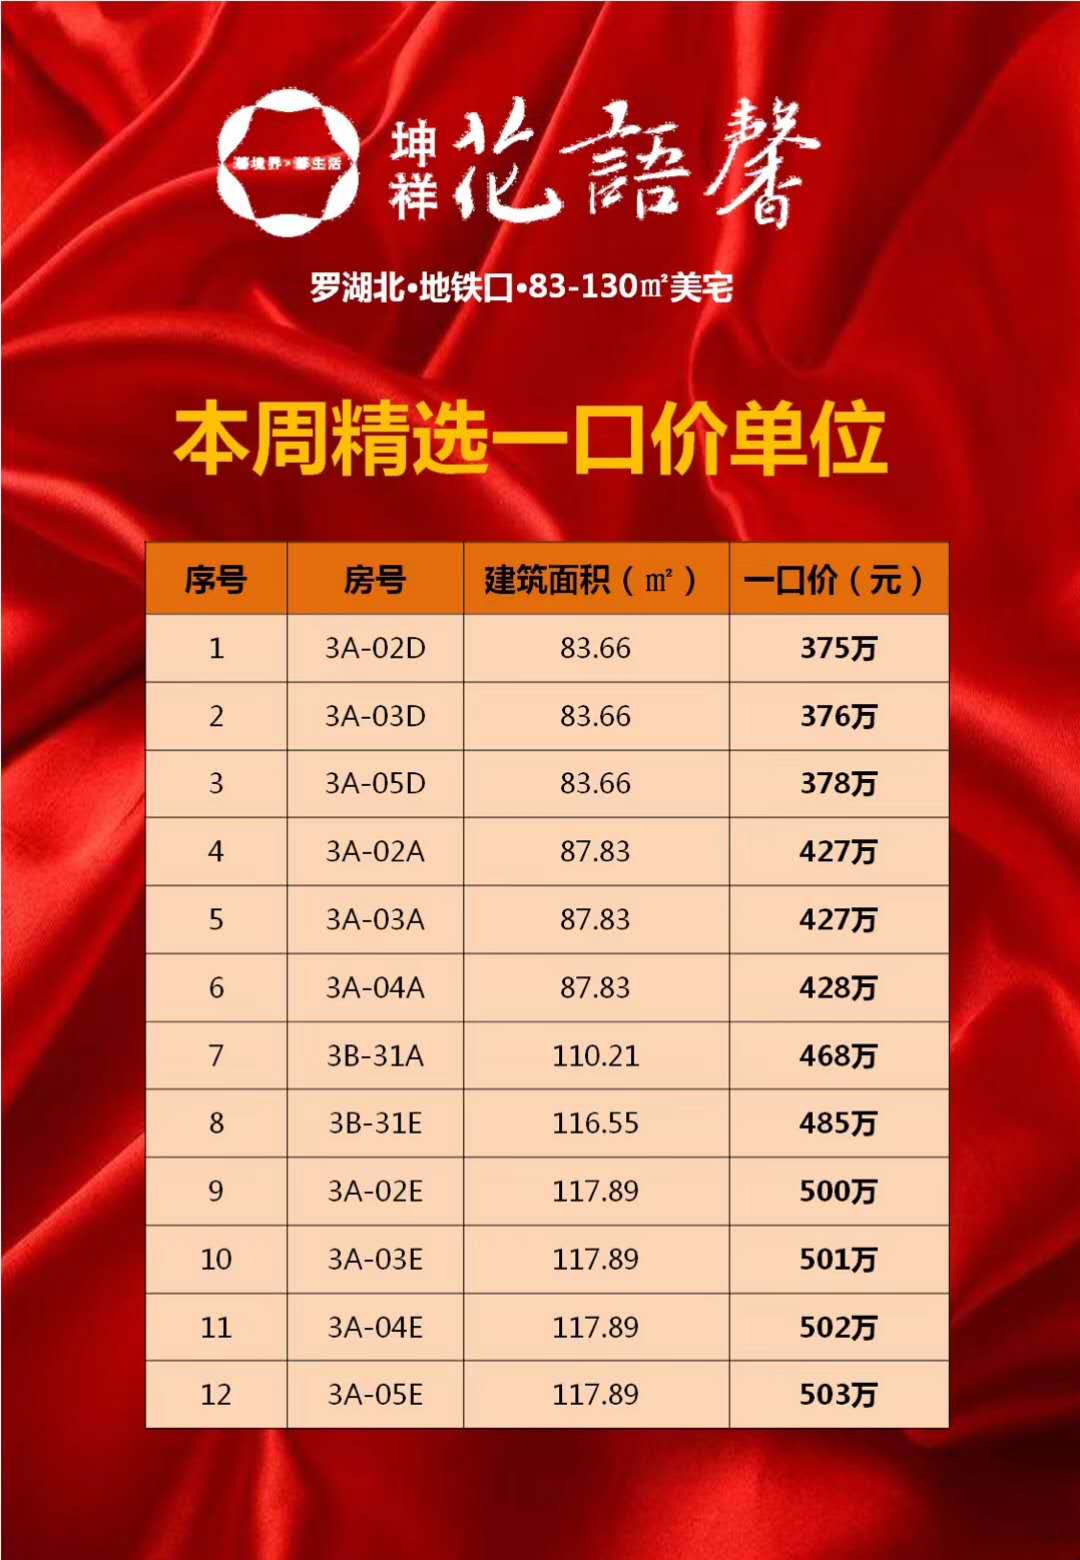 馨境界·馨生活
坤祥 花語馨
罗湖北·地铁口·83-130㎡美宅
本周精选一口价单位
序号 房号 建筑面积（㎡） 一口价（元）
1 3A-02D 83.66 375万
2 3A-03D 83.66 376万
3 3A-05D 83.66 378万
4 3A-02A 87.83 427万
5 3A-03A 87.83 427万
6 3A-04A 87.83 428万
7 3B-31A 110.21 468万
8 3B-31E 116.55 485万
9 3A-02E 117.89 500万
10 3A-03E 117.89 501万
11 3A-04E 117.89 502万
12 3A-05E 117.89 503万